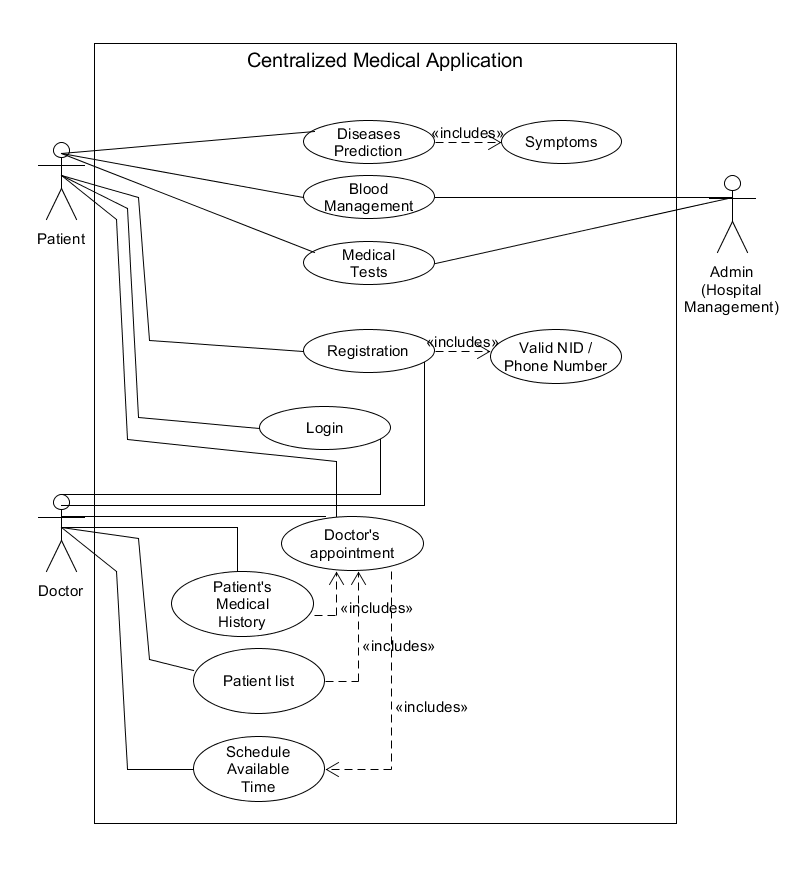 Centralized Medical Application
Diseases
Prediction
«includes»
Symptoms
Blood
Management
Patient
Medical
Tests
Admin
(Hospital
Management)
Registration
«includes»
Valid NID /
Phone Number
Login
Doctor's
appointment
Doctor
Patient's
Medical
History
«includes»
«includes»
Patient list
«includes»
Schedule
Available
Time